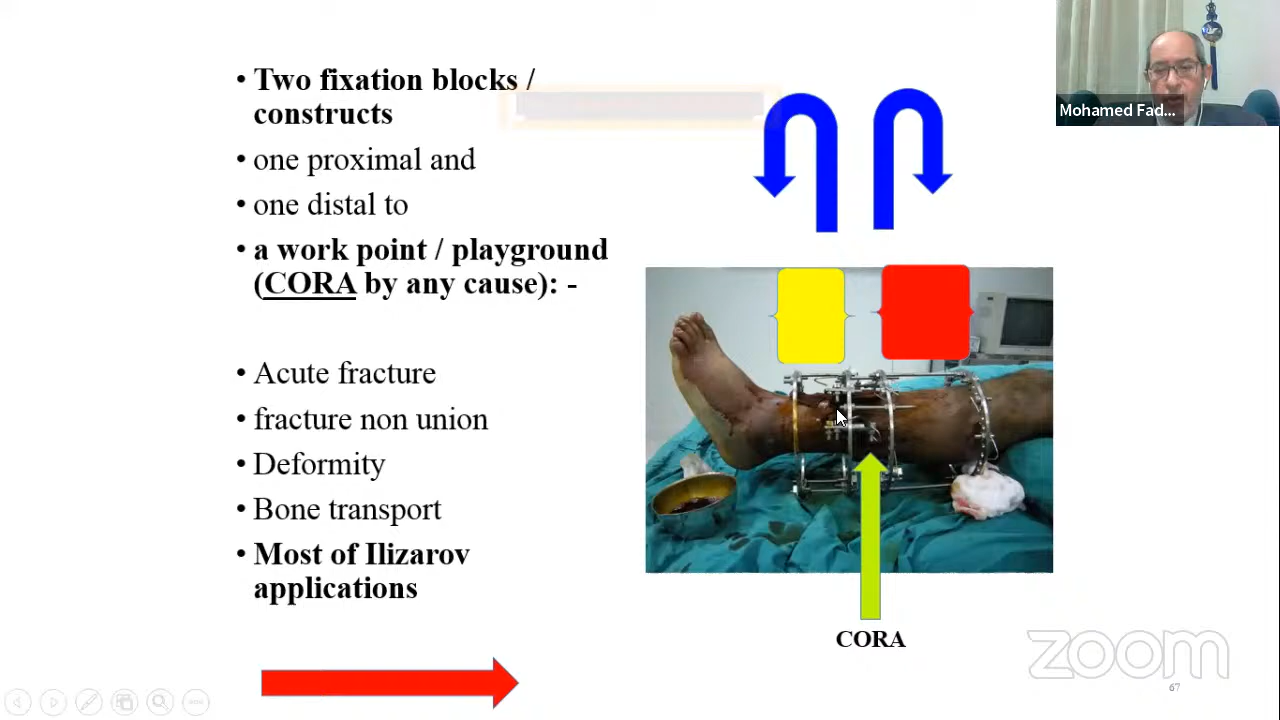 • Two fixation blocks /
constructs
• one proximal and
• one distal to
• a work point / playground
(CORA by any cause): -
• Acute fracture
• fracture non union
• Deformity
• Bone transport
• Most of Ilizarov
applications
CORA
Mohamed Fad...
zoom
67